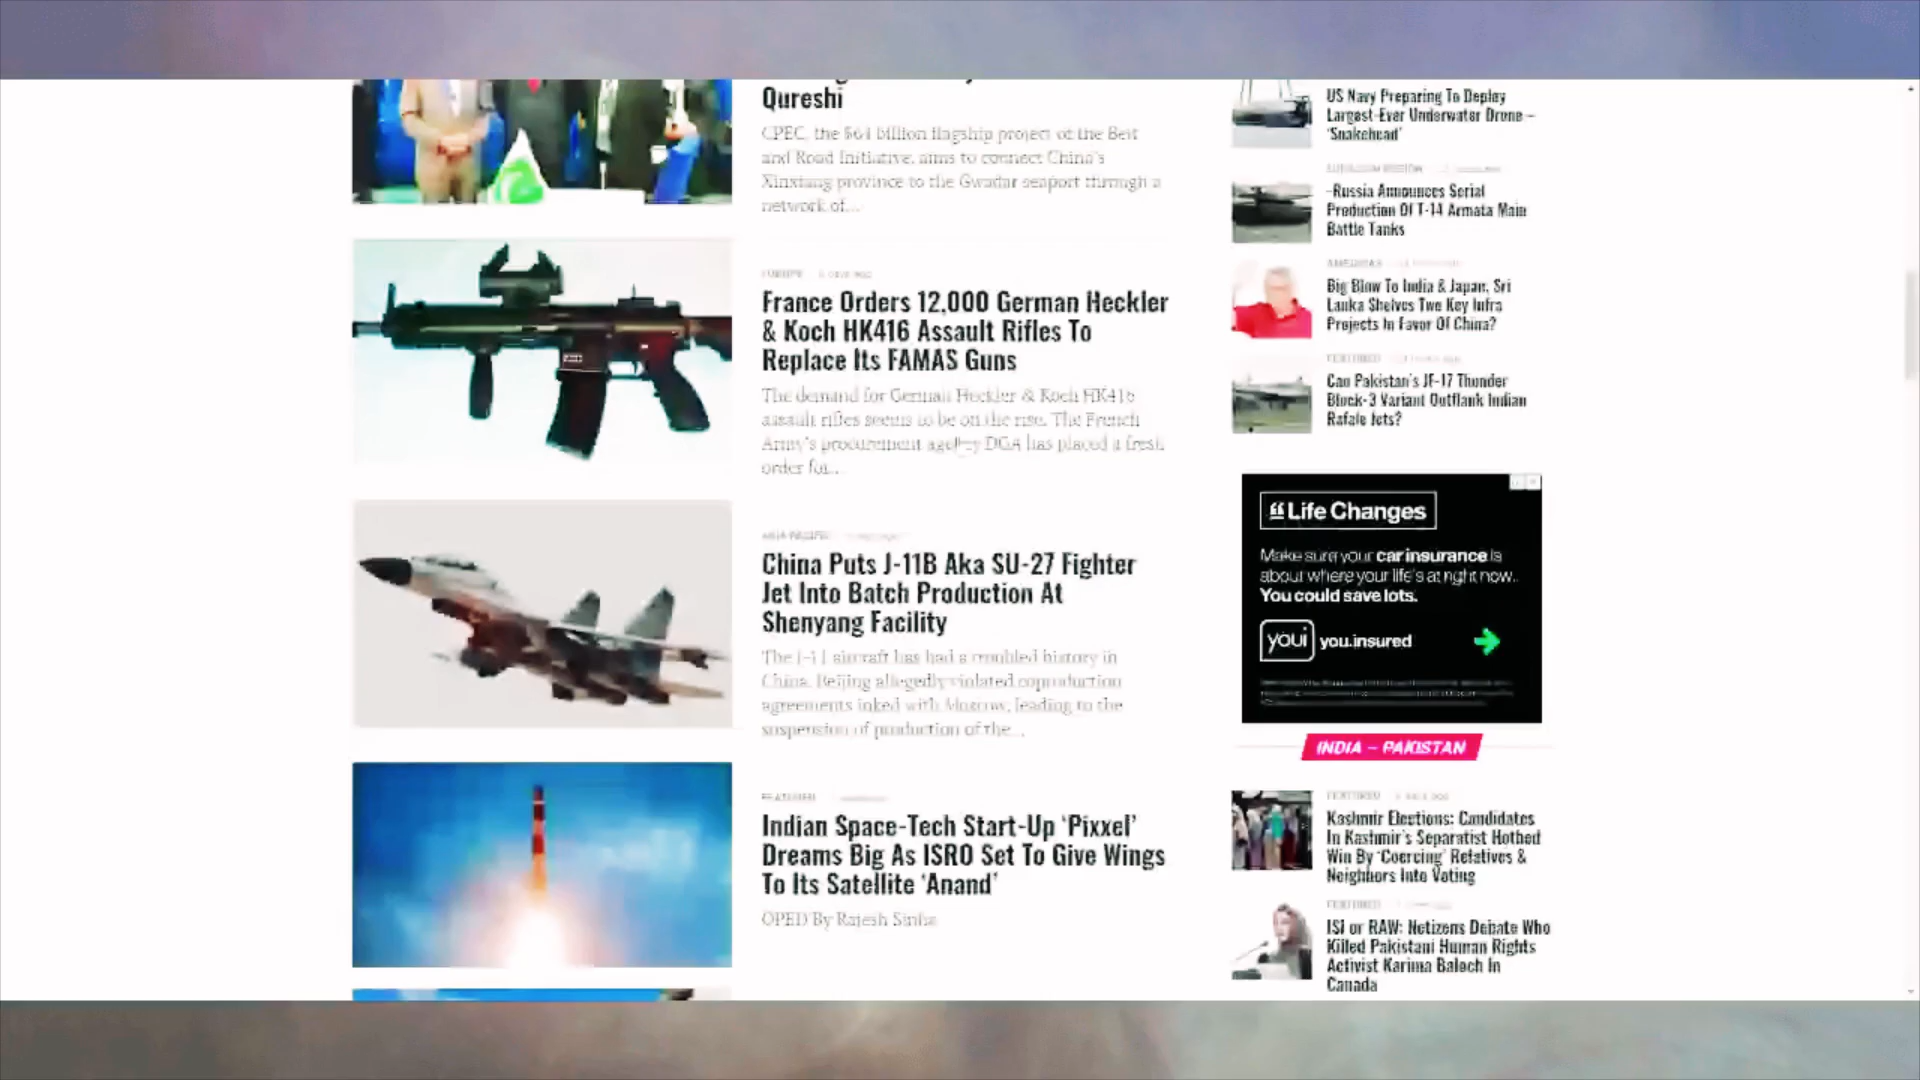 Qureshi
CPEC, the $64 billion flagship project of the Belt
and Road Initiative, aims to connect China's
Xinxiang province to the Gwadar seaport through a
network of...
EUROPE
France Orders 12,000 German Heckler
& Koch HK416 Assault Rifles To
Replace Its FAMAS Guns
The demand for German Heckler & Koch HK416
assault rifles seems to be on the rise. The French
Army's procurement agency DGA has placed a fresh
order for...
ASIA PACIFIC
China Puts J-11B Aka SU-27 Fighter
Jet Into Batch Production At
Shenyang Facility
The J-11 aircraft has had a troubled history in
China. Beijing allegedly violated coproduction
agreements inked with Moscow, leading to the
suspension of production of the...
FEATURED
Indian Space-Tech Start-Up ‘Pixxel’
Dreams Big As ISRO Set To Give Wings
To Its Satellite ‘Anand’
OPED By Rajesh Sinha
US Navy Preparing To Deploy
Largest-Ever Underwater Drone –
‘Snakehead’
-Russia Announces Serial
Production Of T-14 Armata Main
Battle Tanks
AMERICAS
Big Blow To India & Japan, Sri
Lanka Shelves Two Key Infra
Projects In Favor Of China?
FEATURED
Can Pakistan's JF-17 Thunder
Block-3 Variant Outflank Indian
Rafale Jets?
Life Changes
Make sure your car insurance is
about where your life's at right now.
You could save lots.
youi you.insured
INDIA – PAKISTAN
FEATURED
Kashmir Elections: Candidates
In Kashmir's Separatist Hotbed
Win By ‘Coercing’ Relatives &
Neighbors Into Voting
FEATURED
ISI or RAW: Netizens Debate Who
Killed Pakistani Human Rights
Activist Karima Baloch In
Canada